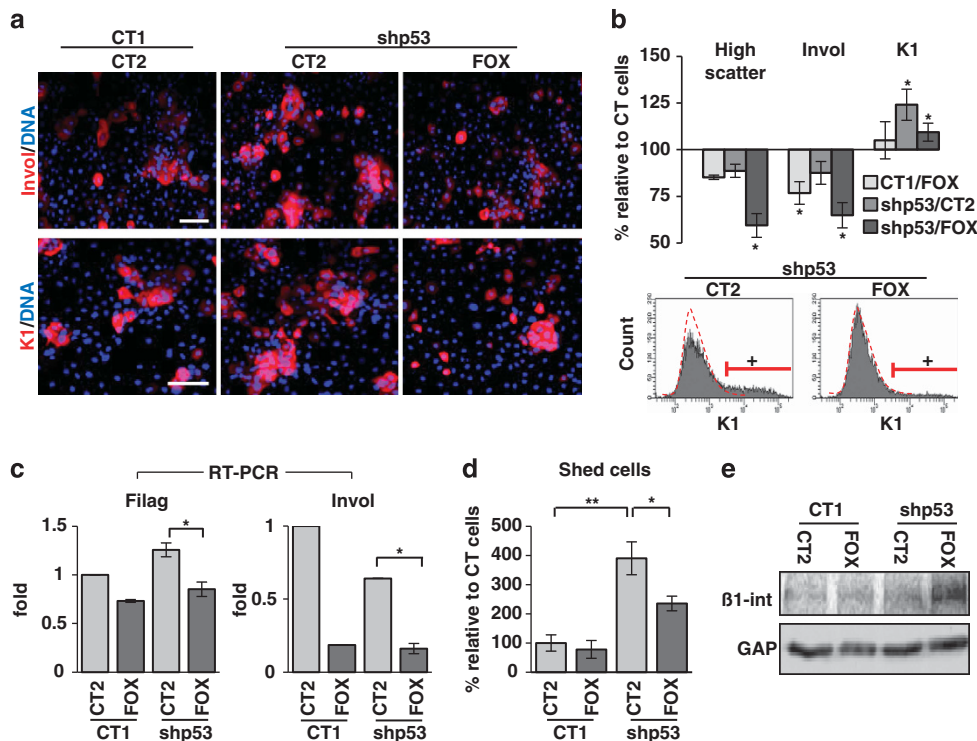 a
CT1
shp53
CT2
CT2
FOX
Invol/DNA
K1/DNA
b
% relative to CT cells
150
125
100
75
50
High scatter
Invol
K1
*
*
*
*
*
CT1/FOX
shp53/CT2
shp53/FOX
shp53
CT2
FOX
Count
+
+
K1
K1
c
RT-PCR
Filag
Invol
fold
1.5
1
0.5
0
*
CT2
FOX
CT2
FOX
CT1
shp53
fold
1
0.5
0
*
CT2
FOX
CT2
FOX
CT1
shp53
d
Shed cells
% relative to CT cells
500
400
300
200
100
0
**
*
CT2
FOX
CT2
FOX
CT1
shp53
e
CT1
shp53
CT2
FOX
CT2
FOX
ß1-int
GAP